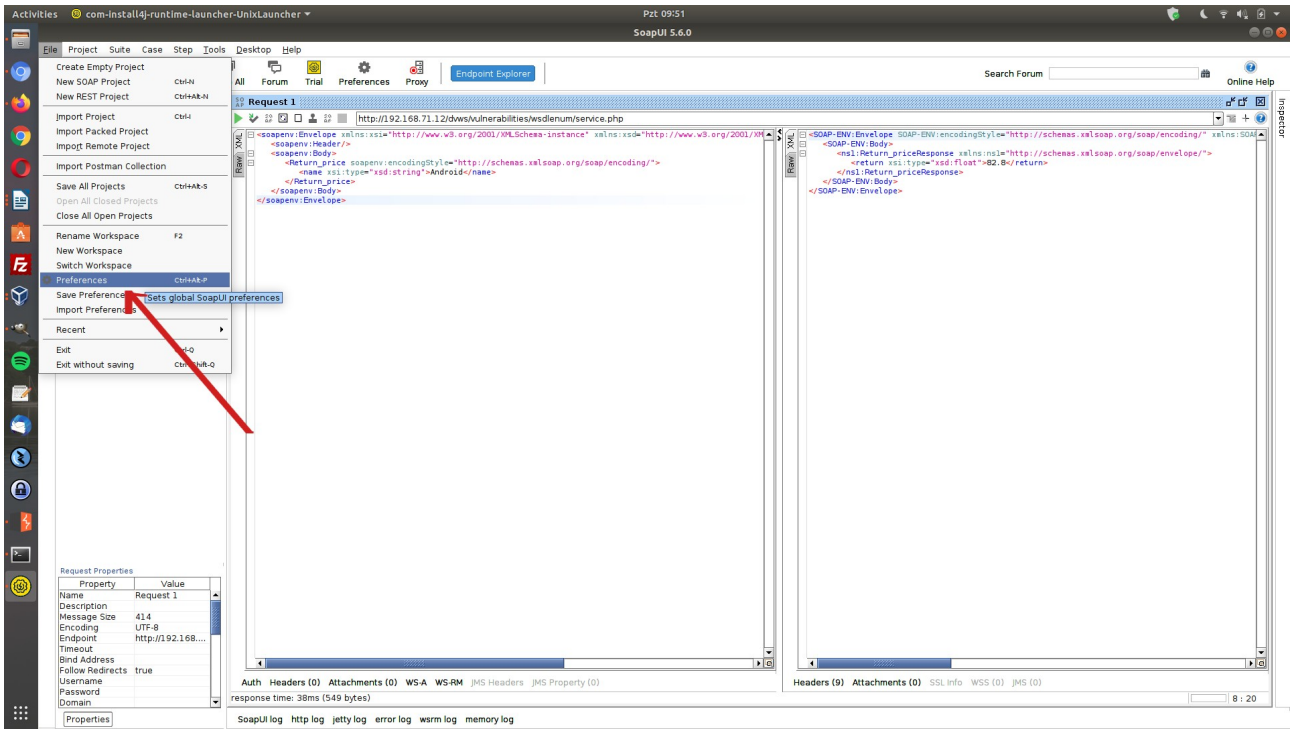 Activities com-install4j-runtime-launcher-UnixLauncher Pzt 09:51
SoapUI 5.6.0
File Project Suite Case Step Tools Desktop Help
All Forum Trial Preferences Proxy Endpoint Explorer Search Forum Online Help
Create Empty Project
New SOAP Project Ctrl-N
New REST Project Ctrl+Alt-N
Import Project Ctrl-I
Import Packed Project
Import Remote Project
Import Postman Collection
Save All Projects Ctrl+Alt-S
Open All Closed Projects
Close All Open Projects
Rename Workspace F2
New Workspace
Switch Workspace
Preferences Ctrl+Alt-P
Save Preferences
Sets global SoapUI preferences
Import Preferences
Recent
Exit Ctrl-Q
Exit without saving Ctrl+Shift-Q
Request 1
http://192.168.71.12/dvws/vulnerabilities/wsdlenum/service.php
XML
Raw
<soapenv:Envelope xmlns:xsi="http://www.w3.org/2001/XMLSchema-instance" xmlns:xsd="http://www.w3.org/2001/XM
<soapenv:Header/>
<soapenv:Body>
<Return_price soapenv:encodingStyle="http://schemas.xmlsoap.org/soap/encoding/">
<name xsi:type="xsd:string">Android</name>
</Return_price>
</soapenv:Body>
</soapenv:Envelope>
XML
Raw
<SOAP-ENV:Envelope SOAP-ENV:encodingStyle="http://schemas.xmlsoap.org/soap/encoding/" xmlns:SOA
<SOAP-ENV:Body>
<ns1:Return_priceResponse xmlns:ns1="http://schemas.xmlsoap.org/soap/envelope/">
<return xsi:type="xsd:float">82.8</return>
</ns1:Return_priceResponse>
</SOAP-ENV:Body>
</SOAP-ENV:Envelope>
Inspector
Request Properties
Property Value
Name Request 1
Description
Message Size 414
Encoding UTF-8
Endpoint http://192.168....
Timeout
Bind Address
Follow Redirects true
Username
Password
Domain
Properties
Auth Headers (0) Attachments (0) WS-A WS-RM JMS Headers JMS Property (0)
response time: 38ms (549 bytes)
Headers (9) Attachments (0) SSL Info WSS (0) JMS (0)
8 : 20
SoapUI log http log jetty log error log wsrm log memory log